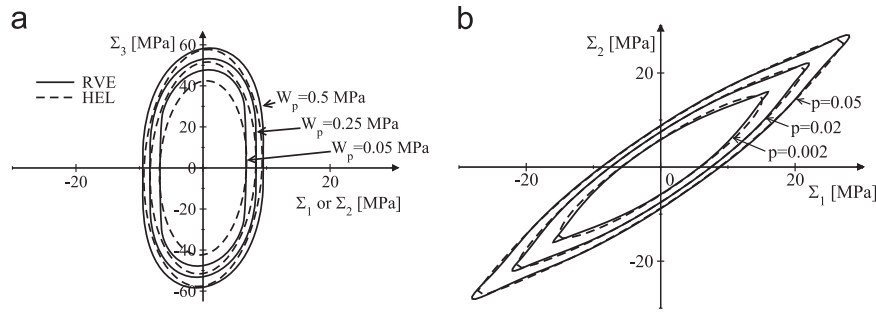 a
Σ3 [MPa]
60
40
20
0
-20
-40
-60
-20
20
RVE
HEL
Wp=0.5 MPa
Wp=0.25 MPa
Wp=0.05 MPa
Σ1 or Σ2 [MPa]
b
Σ2 [MPa]
20
-20
0
20
-20
p=0.05
p=0.02
p=0.002
Σ1 [MPa]